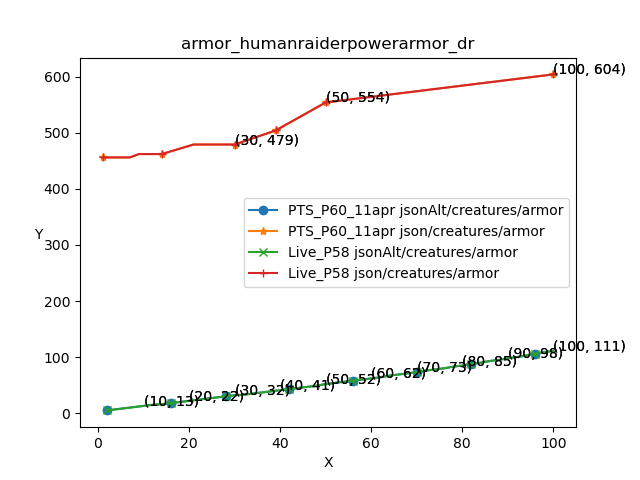 armor_humanraiderpowerarmor_dr
(100, 604)
600
(50, 554)
500
(30, 479)
400
PTS_P60_11apr jsonAlt/creatures/armor
PTS_P60_11apr json/creatures/armor
Y
Live_P58 jsonAlt/creatures/armor
300
Live_P58 json/creatures/armor
200
(100, 111)
(90, 98)
100
(80, 85)
(70, 73)
(60, 62)
(50, 52)
(40, 41)
(30, 32)
(20, 22)
(10, 13)
0
0 20 40 60 80 100
X